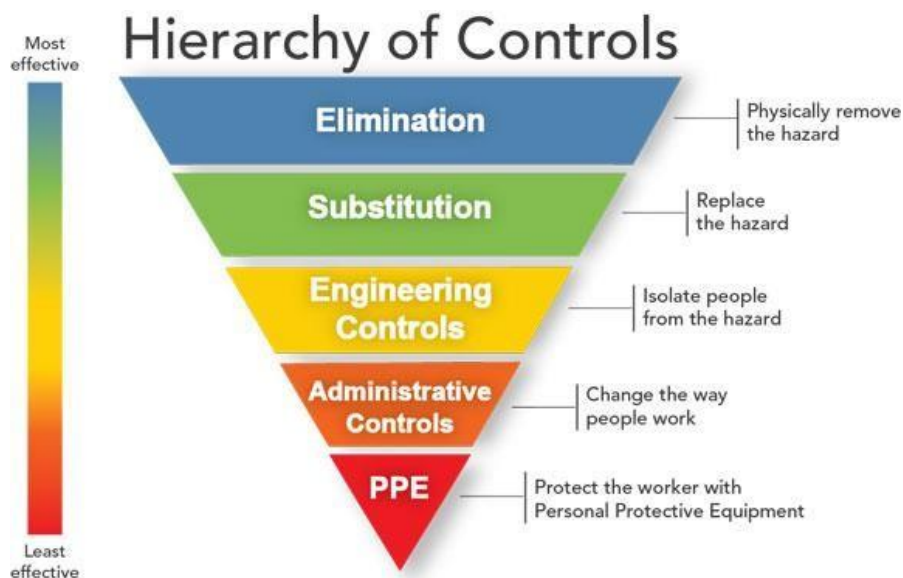 Hierarchy of Controls
Most
effective
Elimination
Physically remove
the hazard
Substitution
Replace
the hazard
Engineering
Controls
Isolate people
from the hazard
Administrative
Controls
Change the way
people work
PPE
Protect the worker with
Personal Protective Equipment
Least
effective